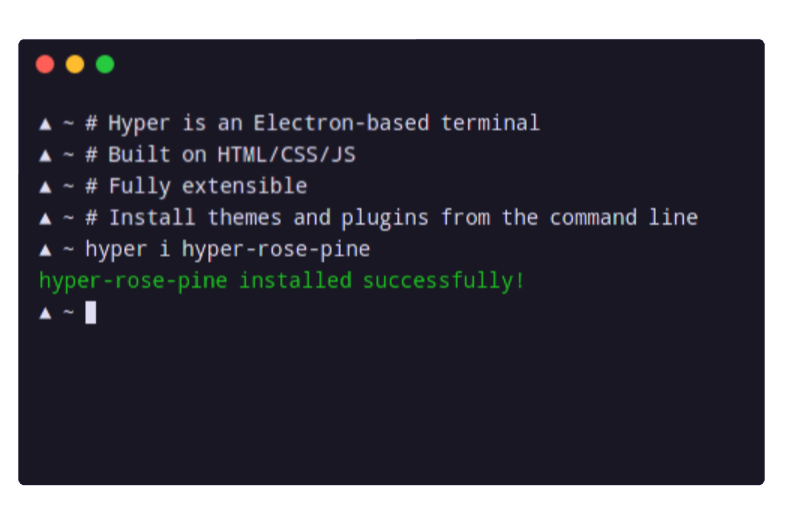 ▲ ~ # Hyper is an Electron-based terminal
▲ ~ # Built on HTML/CSS/JS
▲ ~ # Fully extensible
▲ ~ # Install themes and plugins from the command line
▲ ~ hyper i hyper-rose-pine
hyper-rose-pine installed successfully!
▲ ~